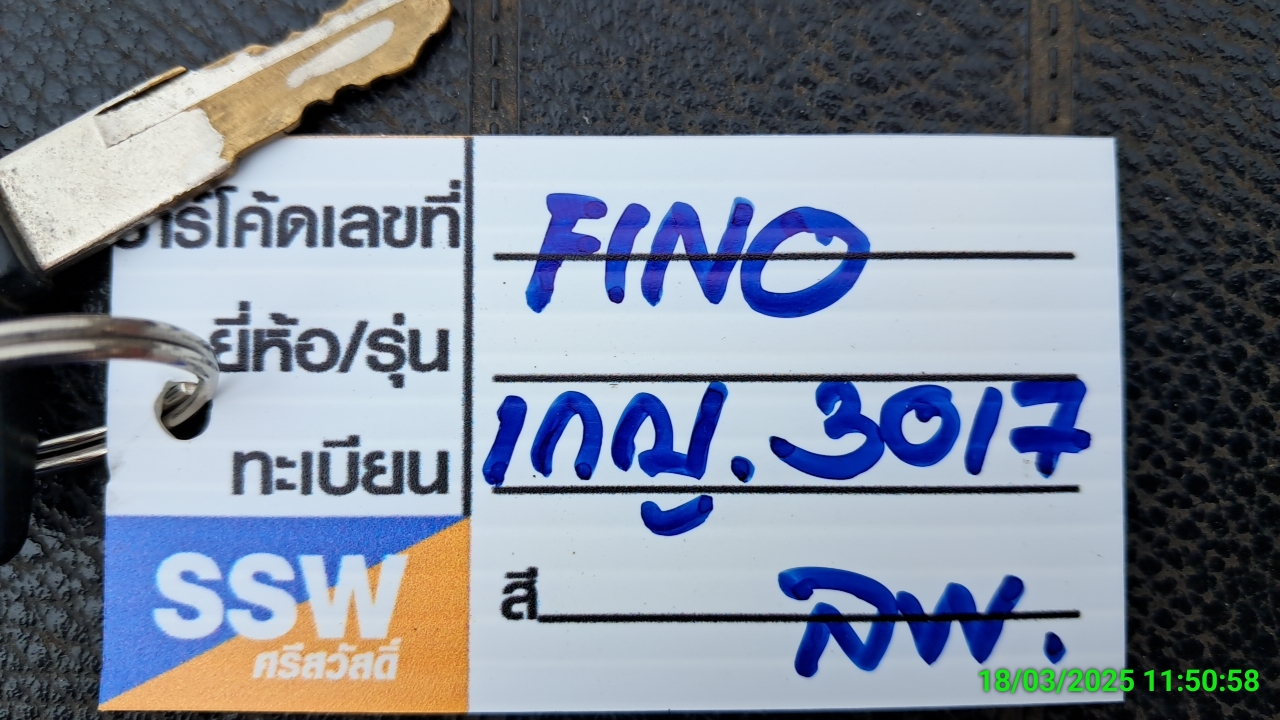 บาร์โค้ดเลขที่ FINO
ยี่ห้อ/รุ่น
ทะเบียน 1กญ. 3017
สี ลพ.
SSW
ศรีสวัสดิ์
18/03/2025 11:50:58